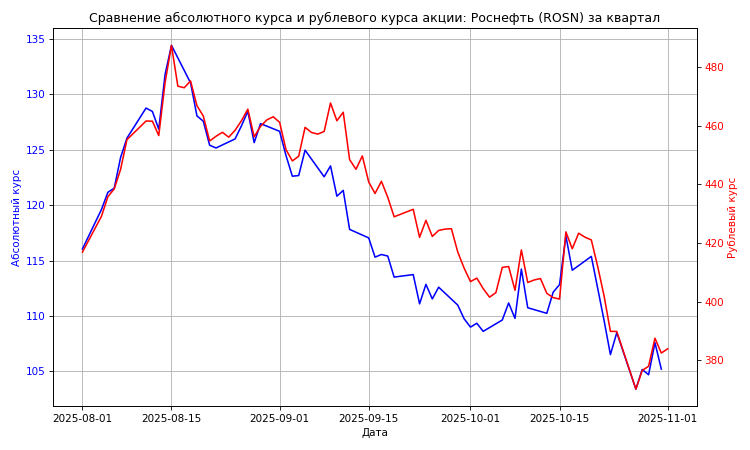 Сравнение абсолютного курса и рублевого курса акции: Роснефть (ROSN) за квартал
135
130
125
120
115
110
105
Абсолютный курс
480
460
440
420
400
380
Рублевый курс
2025-08-01 2025-08-15 2025-09-01 2025-09-15 2025-10-01 2025-10-15 2025-11-01
Дата